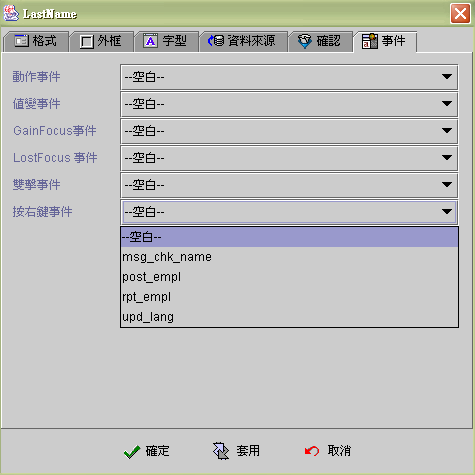 LastName
格式 外框 字型 資料來源 確認 事件
動作事件 --空白--
值變事件 --空白--
GainFocus事件 --空白--
LostFocus 事件 --空白--
雙擊事件 --空白--
按右鍵事件 --空白--
--空白--
msg_chk_name
post_empl
rpt_empl
upd_lang
確定 套用 取消